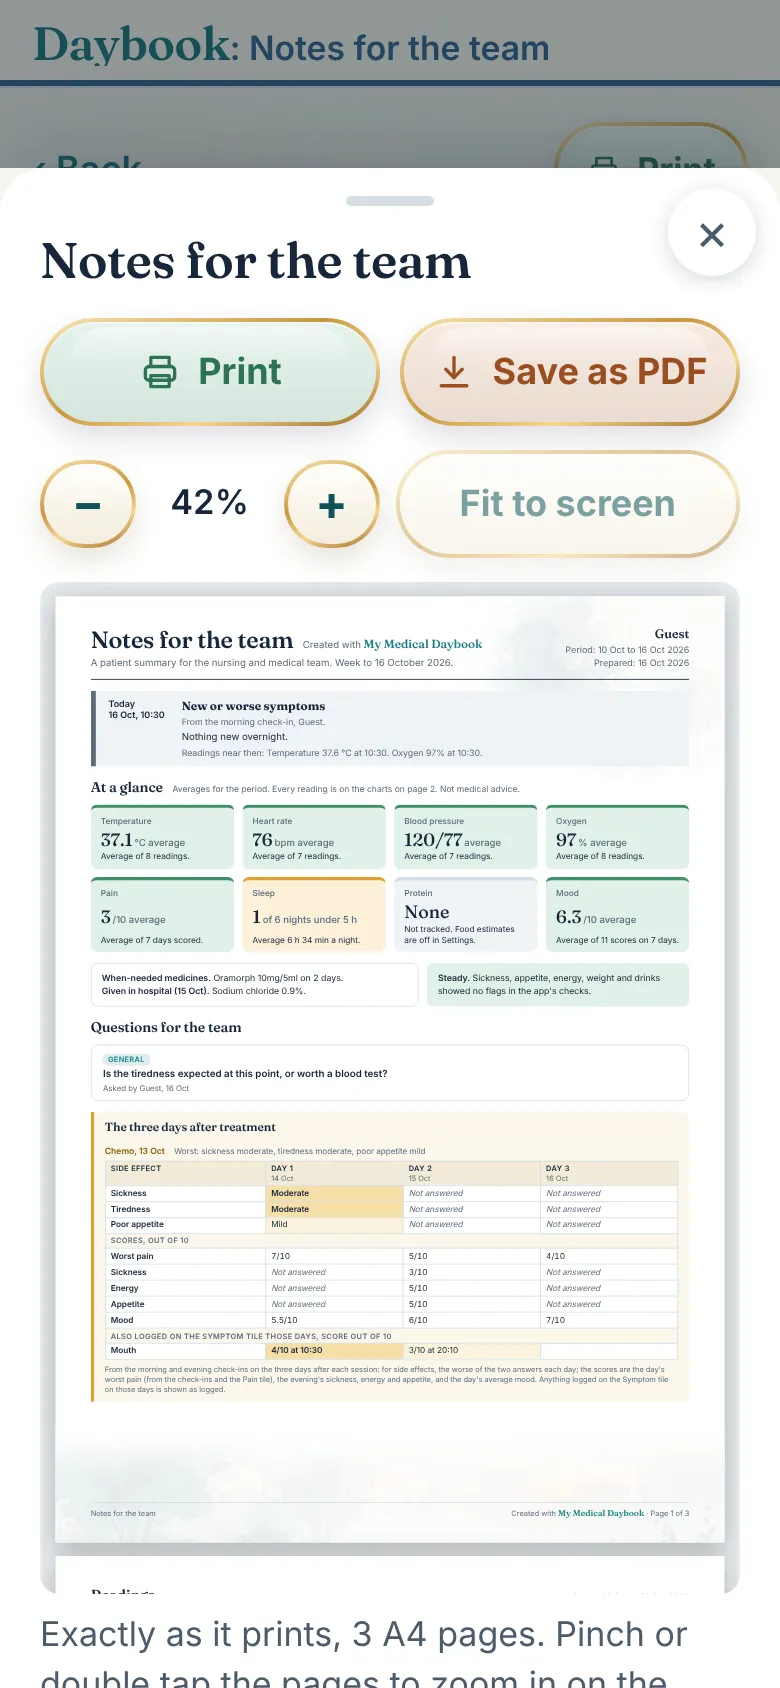 Daybook: Notes for the team
‹ Back
Print
Notes for the team
×
Print
Save as PDF
− 42% + Fit to screen
Notes for the team Created with My Medical Daybook
A patient summary for the nursing and medical team. Week to 16 October 2026.
Guest
Period: 10 Oct to 16 Oct 2026
Prepared: 16 Oct 2026
Today
16 Oct, 10:30
New or worse symptoms
From the morning check-in, Guest.
Nothing new overnight.
Readings near then: Temperature 37.6 °C at 10:30. Oxygen 97% at 10:30.
At a glance Averages for the period. Every reading is on the charts on page 2. Not medical advice.
Temperature
37.1 °C average
Average of 8 readings.
Heart rate
76 bpm average
Average of 7 readings.
Blood pressure
120/77 average
Average of 7 readings.
Oxygen
97 % average
Average of 8 readings.
Pain
3 /10 average
Average of 7 days scored.
Sleep
1 of 6 nights under 5 h
Average 6 h 34 min a night.
Protein
None
Not tracked. Food estimates
are off in Settings.
Mood
6.3 /10 average
Average of 11 scores on 7 days.
When-needed medicines. Oramorph 10mg/5ml on 2 days.
Given in hospital (15 Oct). Sodium chloride 0.9%.
Steady. Sickness, appetite, energy, weight and drinks
showed no flags in the app's checks.
Questions for the team
GENERAL
Is the tiredness expected at this point, or worth a blood test?
Asked by Guest, 16 Oct
The three days after treatment
Chemo, 13 Oct Worst: sickness moderate, tiredness moderate, poor appetite mild
SIDE EFFECT DAY 1 DAY 2 DAY 3
14 Oct 15 Oct 16 Oct
Sickness Moderate Not answered Not answered
Tiredness Moderate Not answered Not answered
Poor appetite Mild Not answered Not answered
SCORES, OUT OF 10
Worst pain 7/10 5/10 4/10
Sickness Not answered 3/10 Not answered
Energy Not answered 5/10 Not answered
Appetite Not answered 5/10 Not answered
Mood 5.5/10 6/10 7/10
ALSO LOGGED ON THE SYMPTOM TILE THOSE DAYS, SCORE OUT OF 10
Mouth 4/10 at 10:30 3/10 at 20:10
From the morning and evening check-ins on the three days after each session: for side effects, the worse of the two answers each day; the scores are the day's
worst pain (from the check-ins and the Pain tile), the evening's sickness, energy and appetite, and the day's average mood. Anything logged on the Symptom tile
on those days is shown as logged.
Notes for the team
Created with My Medical Daybook · Page 1 of 3
Readings
Exactly as it prints, 3 A4 pages. Pinch or
double tap the pages to zoom in on the